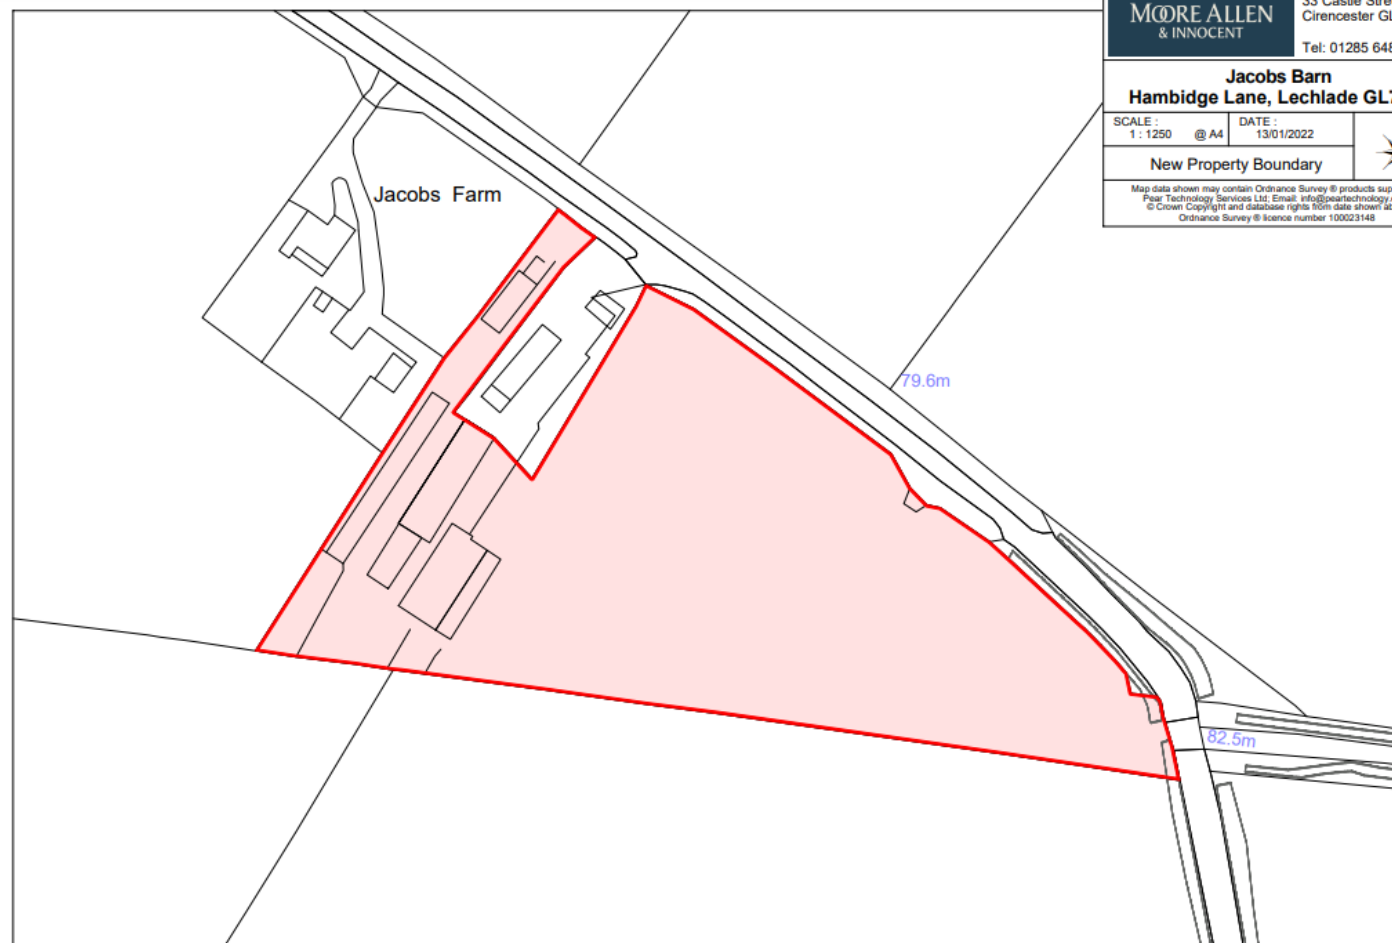 MOORE ALLEN
& INNOCENT
33 Castle
Cirencester
Tel: 01285
Jacobs Barn
Hambidge Lane, Lechlade
SCALE :
1 : 1250 @ A4
DATE :
13/01/2022
New Property Boundary
Map data shown may contain Ordnance Survey ® products
Pear Technology Services Ltd; Email:
© Crown Copyright and database rights from date shown
Ordnance Survey ® licence number 100023148
Jacobs Farm
79.6m
82.5m